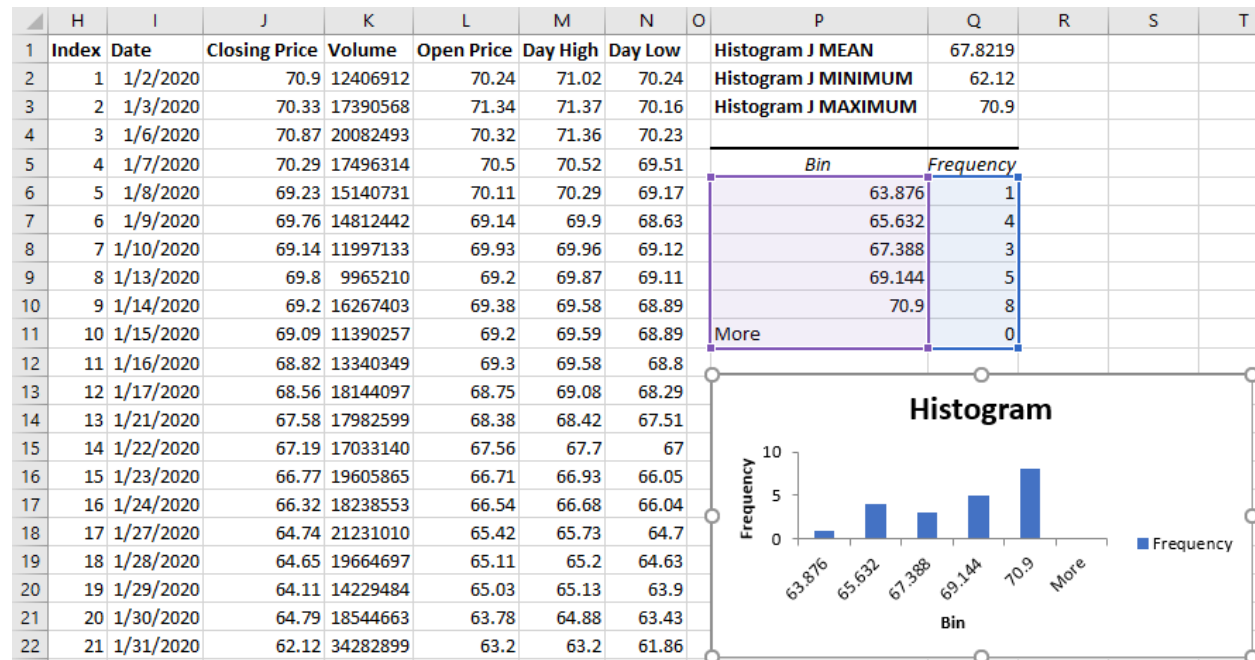 H I J K L M N O P Q R S T
1 Index Date Closing Price Volume Open Price Day High Day Low Histogram J MEAN 67.8219
2 1 1/2/2020 70.9 12406912 70.24 71.02 70.24 Histogram J MINIMUM 62.12
3 2 1/3/2020 70.33 17390568 71.34 71.37 70.16 Histogram J MAXIMUM 70.9
4 3 1/6/2020 70.87 20082493 70.32 71.36 70.23
5 4 1/7/2020 70.29 17496314 70.5 70.52 69.51 Bin Frequency
6 5 1/8/2020 69.23 15140731 70.11 70.29 69.17 63.876 1
7 6 1/9/2020 69.76 14812442 69.14 69.9 68.63 65.632 4
8 7 1/10/2020 69.14 11997133 69.93 69.96 69.12 67.388 3
9 8 1/13/2020 69.8 9965210 69.2 69.87 69.11 69.144 5
10 9 1/14/2020 69.2 16267403 69.38 69.58 68.89 70.9 8
11 10 1/15/2020 69.09 11390257 69.2 69.59 68.89 More 0
12 11 1/16/2020 68.82 13340349 69.3 69.58 68.8
13 12 1/17/2020 68.56 18144097 68.75 69.08 68.29
14 13 1/21/2020 67.58 17982599 68.38 68.42 67.51
15 14 1/22/2020 67.19 17033140 67.56 67.7 67
16 15 1/23/2020 66.77 19605865 66.71 66.93 66.05
17 16 1/24/2020 66.32 18238553 66.54 66.68 66.04
18 17 1/27/2020 64.74 21231010 65.42 65.73 64.7
19 18 1/28/2020 64.65 19664697 65.11 65.2 64.63
20 19 1/29/2020 64.11 14229484 65.03 65.13 63.9
21 20 1/30/2020 64.79 18544663 63.78 64.88 63.43
22 21 1/31/2020 62.12 34282899 63.2 63.2 61.86
Histogram
Frequency
10
5
0
63.876 65.632 67.388 69.144 70.9 More
Bin
Frequency